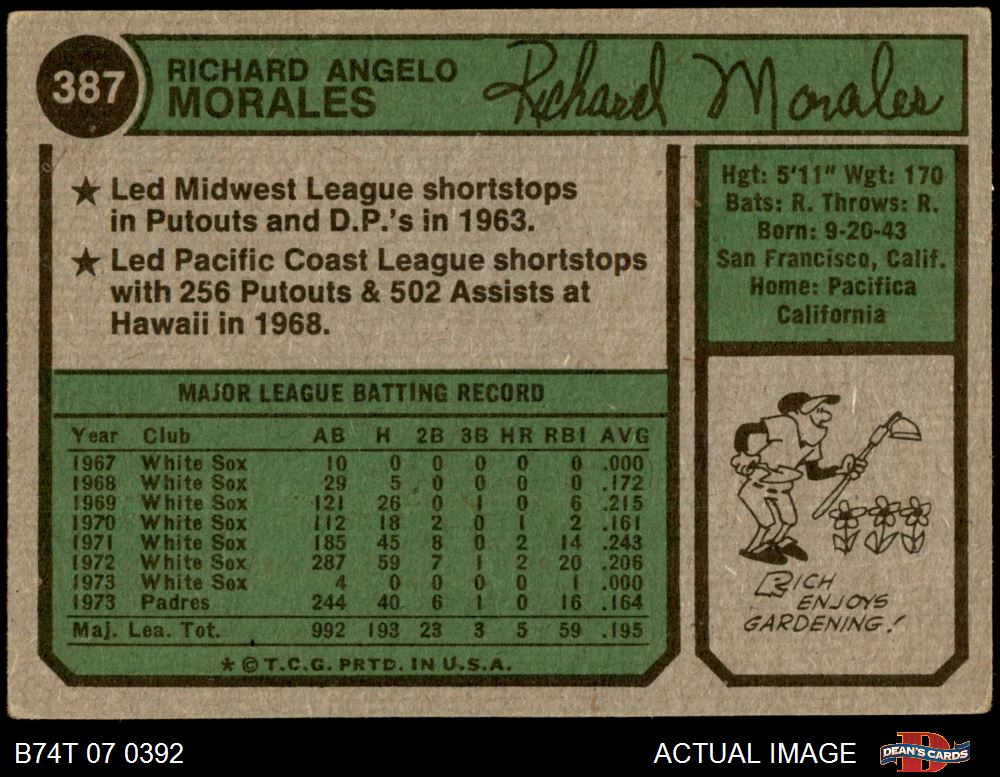 387
RICHARD ANGELO
MORALES
Richard Morales
★ Led Midwest League shortstops
in Putouts and D.P.'s in 1963.
★ Led Pacific Coast League shortstops
with 256 Putouts & 502 Assists at
Hawaii in 1968.
Hgt: 5'11" Wgt: 170
Bats: R. Throws: R.
Born: 9-20-43
San Francisco, Calif.
Home: Pacifica
California
MAJOR LEAGUE BATTING RECORD
Year Club AB H 2B 3B HR RBI AVG
1967 White Sox 10 0 0 0 0 0 .000
1968 White Sox 29 5 0 0 0 0 .172
1969 White Sox 121 26 0 1 0 6 .215
1970 White Sox 112 18 2 0 1 2 .161
1971 White Sox 185 45 8 0 2 14 .243
1972 White Sox 287 59 7 1 2 20 .206
1973 White Sox 4 0 0 0 0 1 .000
1973 Padres 244 40 6 1 0 16 .164
Maj. Lea. Tot. 992 193 23 3 5 59 .195
* © T.C.G. PRTD. IN U.S.A.
RICH
ENJOYS
GARDENING!
B74T 07 0392
ACTUAL IMAGE
DEAN'S CARDS